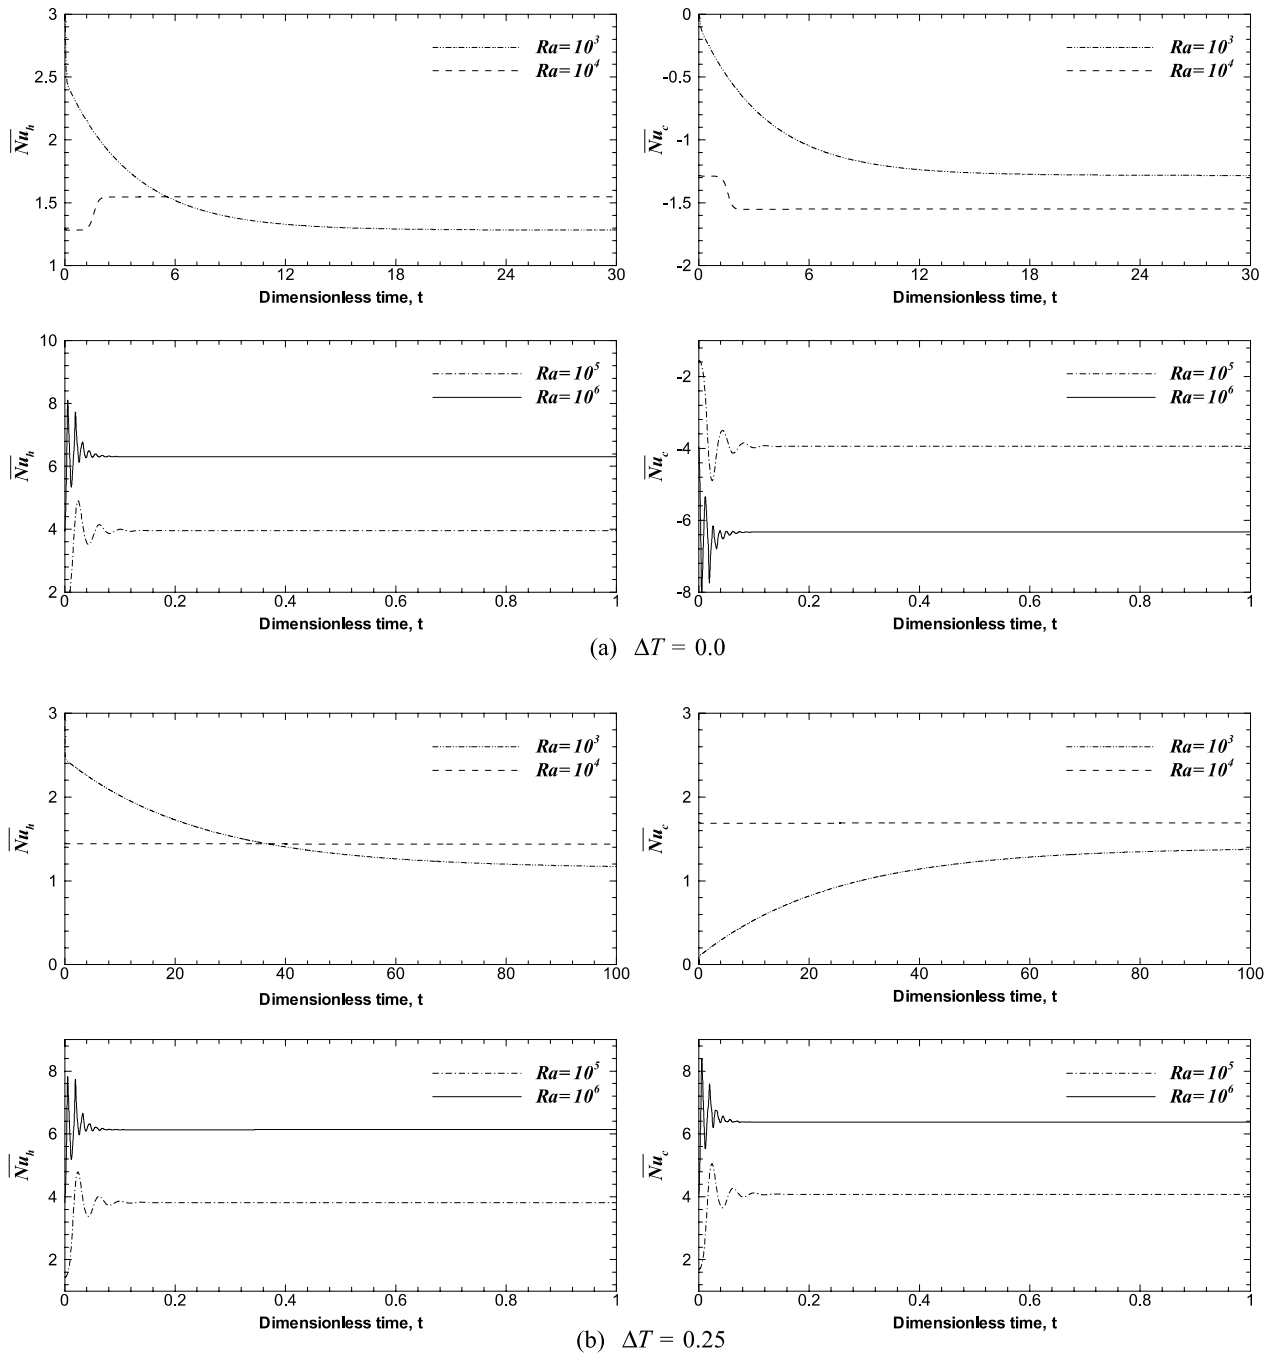 3
2.5
2
1.5
1
Nu_h
Ra=10^3
Ra=10^4
0 6 12 18 24 30
Dimensionless time, t
0
-0.5
-1
-1.5
-2
Nu_c
Ra=10^3
Ra=10^4
0 6 12 18 24 30
Dimensionless time, t
10
8
6
4
2
Nu_h
Ra=10^5
Ra=10^6
0 0.2 0.4 0.6 0.8 1
Dimensionless time, t
-2
-4
-6
-8
Nu_c
Ra=10^5
Ra=10^6
0 0.2 0.4 0.6 0.8 1
Dimensionless time, t
(a) ΔT = 0.0
3
2
1
0
Nu_h
Ra=10^3
Ra=10^4
0 20 40 60 80 100
Dimensionless time, t
3
2
1
0
Nu_c
Ra=10^3
Ra=10^4
0 20 40 60 80 100
Dimensionless time, t
8
6
4
2
Nu_h
Ra=10^5
Ra=10^6
0 0.2 0.4 0.6 0.8 1
Dimensionless time, t
8
6
4
2
Nu_c
Ra=10^5
Ra=10^6
0 0.2 0.4 0.6 0.8 1
Dimensionless time, t
(b) ΔT = 0.25